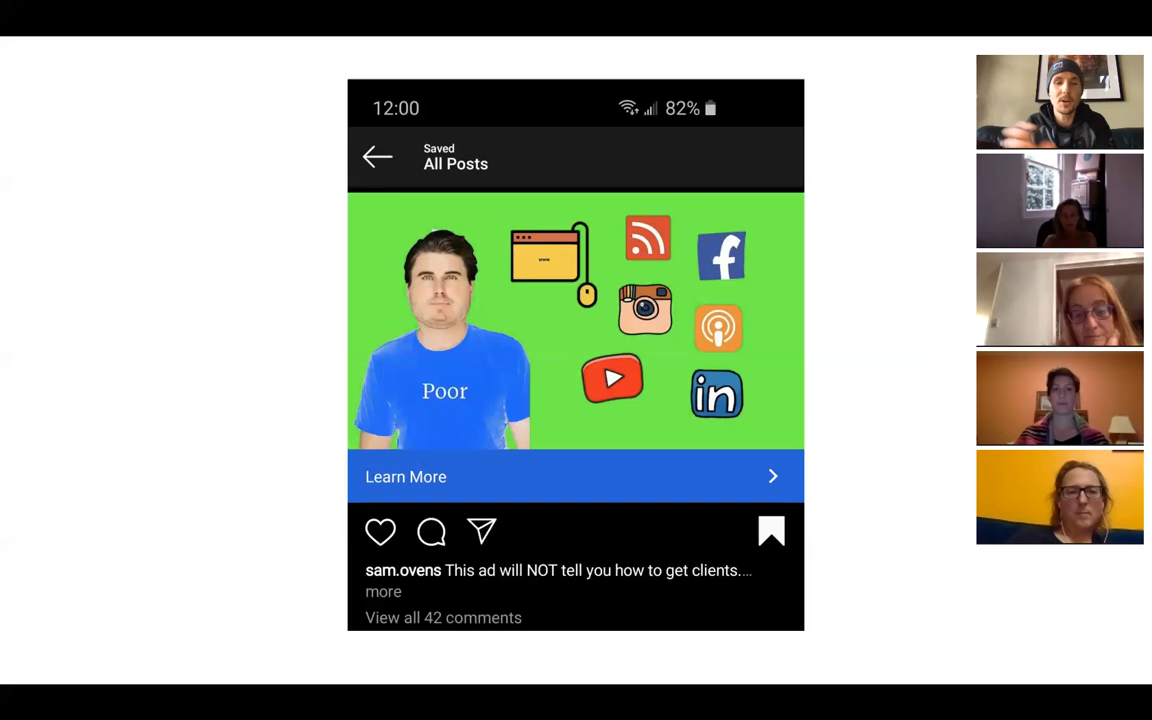 12:00
82%
Saved
All Posts
Poor
Learn More
sam.ovens This ad will NOT tell you how to get clients....
more
View all 42 comments